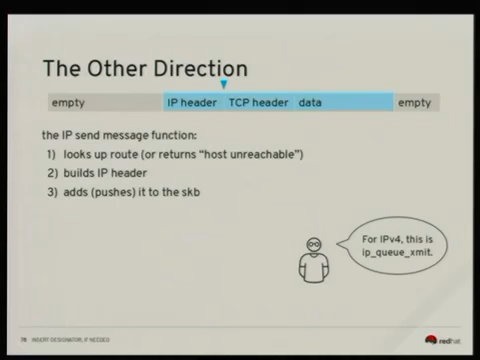 The Other Direction
empty IP header TCP header data empty
the IP send message function:
1) looks up route (or returns "host unreachable")
2) builds IP header
3) adds (pushes) it to the skb
For IPv4, this is
ip_queue_xmit.
78 INSERT DESIGNATOR, IF NEEDED
redhat